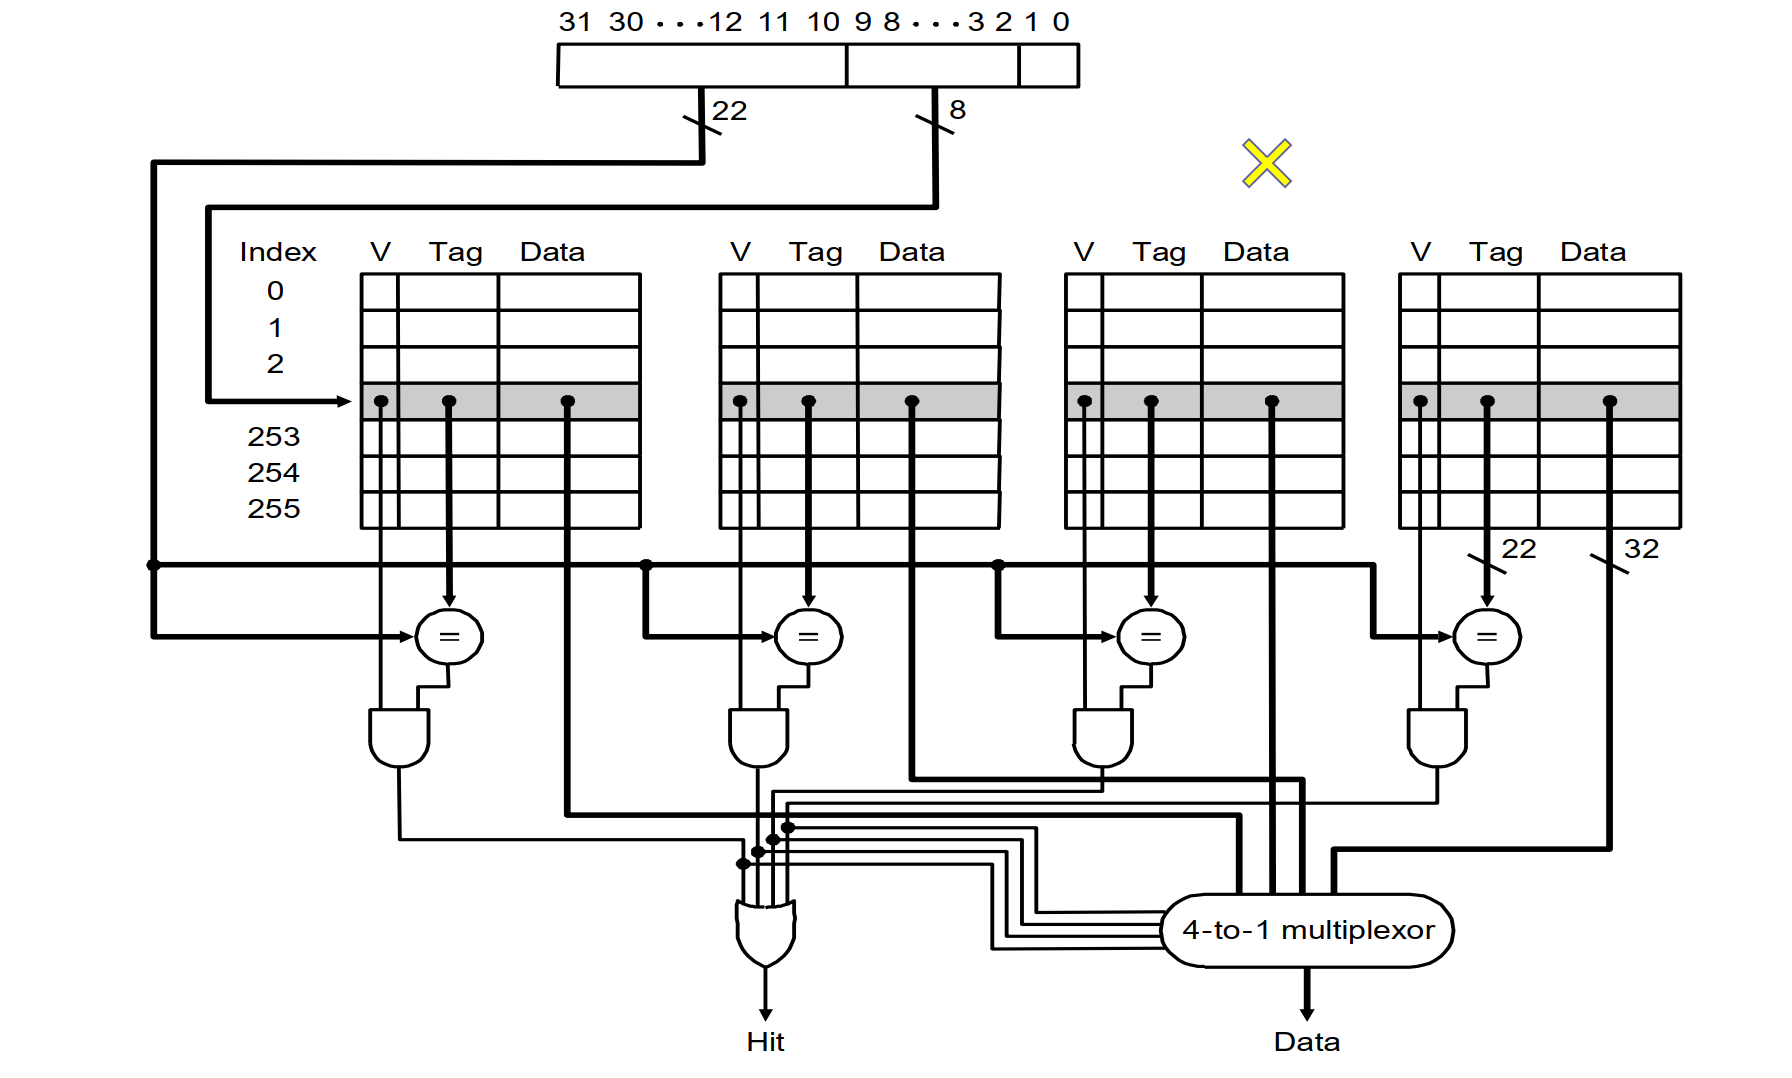 31 30 ···12 11 10 9 8 ···3 2 1 0
22 8
Index V Tag Data V Tag Data V Tag Data V Tag Data
0
1
2
253
254
255
22 32
= = = =
4-to-1 multiplexor
Hit Data